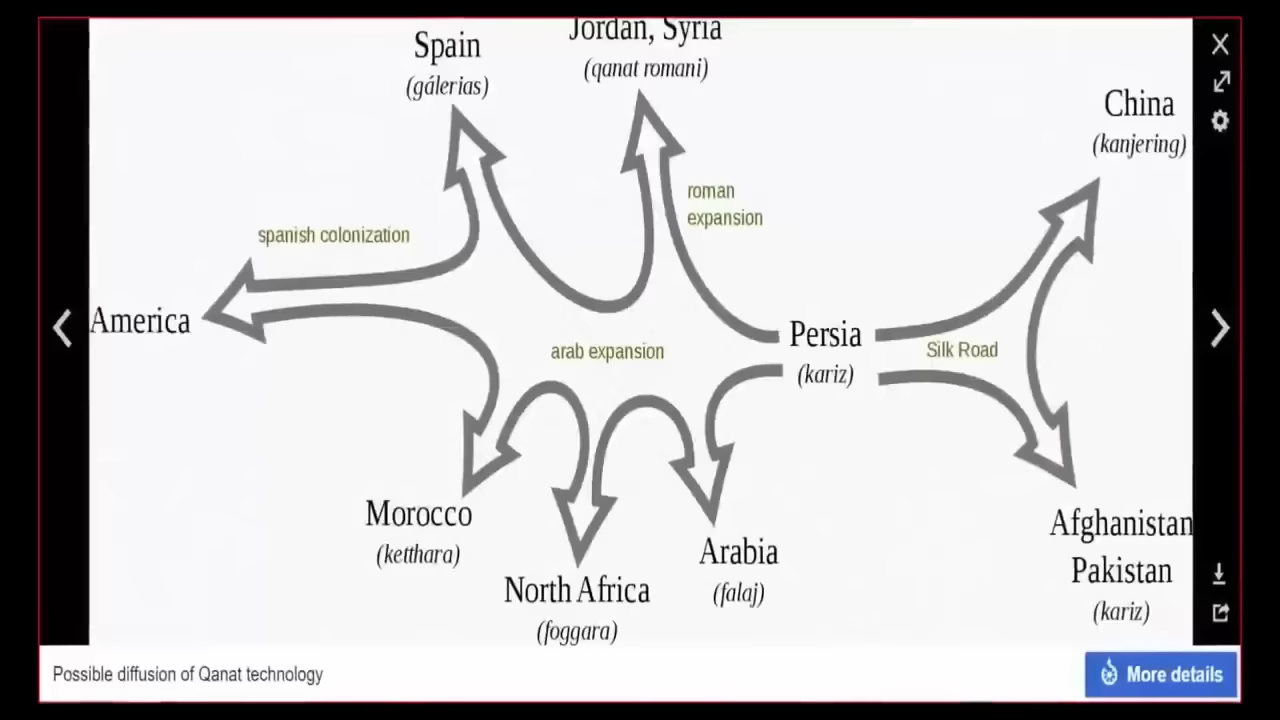 Spain
(gálerias)
Jordan, Syria
(qanat romani)
China
(kanjering)
roman
expansion
spanish colonization
America
Persia
(kariz)
arab expansion
Silk Road
Morocco
(ketthara)
North Africa
(foggara)
Arabia
(falaj)
Afghanistan
Pakistan
(kariz)
Possible diffusion of Qanat technology
More details